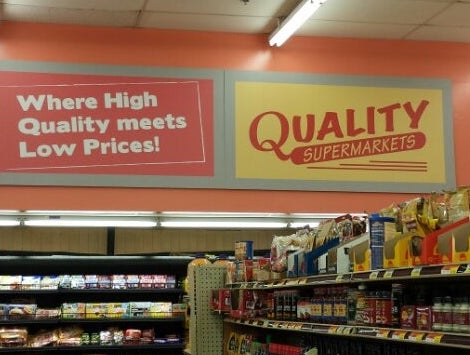 Where High
Quality meets
Low Prices!
QUALITY
SUPERMARKETS